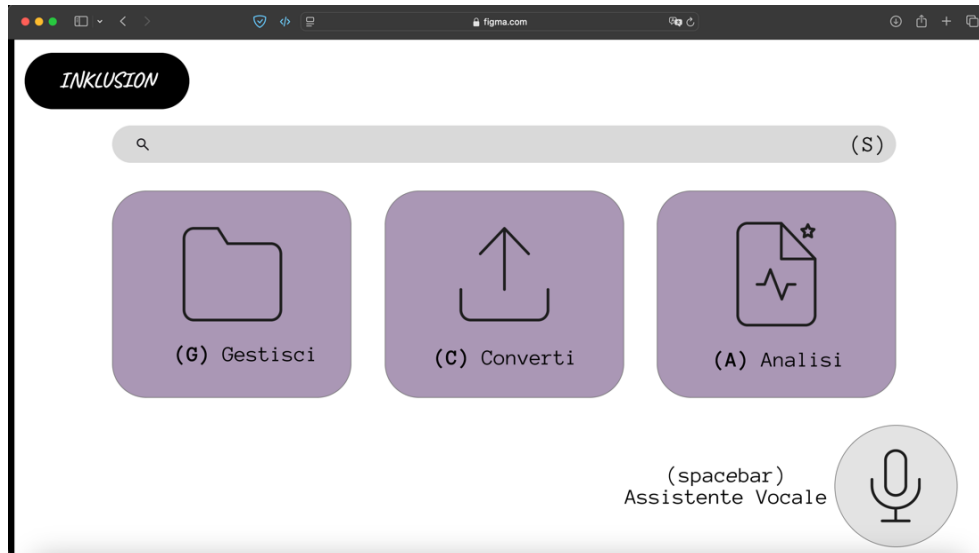 figma.com
INKLUSION
(S)
(G) Gestisci
(C) Converti
(A) Analisi
(spacebar)
Assistente Vocale